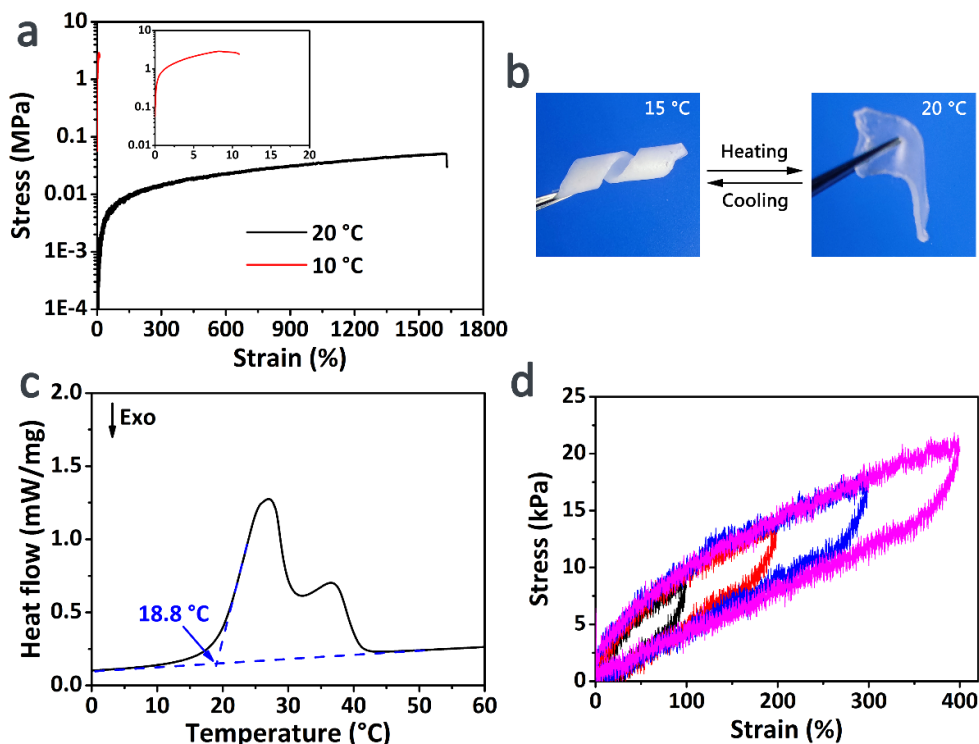 a
10
1
0.1
0.01
1E-3
1E-4
Stress (MPa)
10
1
0.1
0.01
0
5
10
15
20
20 °C
10 °C
0
300
600
900
1200
1500
1800
Strain (%)
b
15 °C
Heating
Cooling
20 °C
c
2.0
1.5
1.0
0.5
0.0
Heat flow (mW/mg)
Exo
18.8 °C
0
10
20
30
40
50
60
Temperature (°C)
d
25
20
15
10
5
0
Stress (kPa)
0
100
200
300
400
Strain (%)